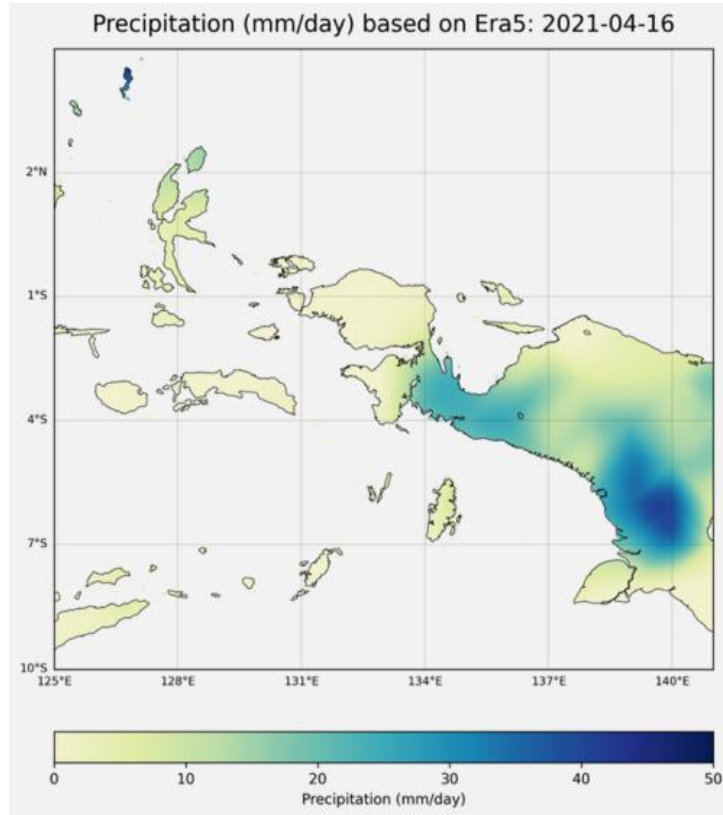 Precipitation (mm/day) based on Era5: 2021-04-16
2°N
1°S
4°S
7°S
10°S
125°E 128°E 131°E 134°E 137°E 140°E
0 10 20 30 40 50
Precipitation (mm/day)